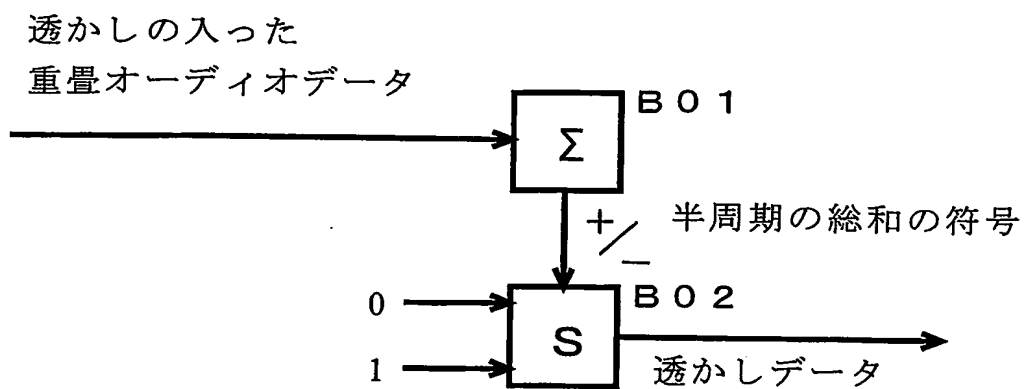 透かしの入った
重畳オーディオデータ
B01
Σ
+/−
半周期の総和の符号
0
B02
S
1
透かしデータ